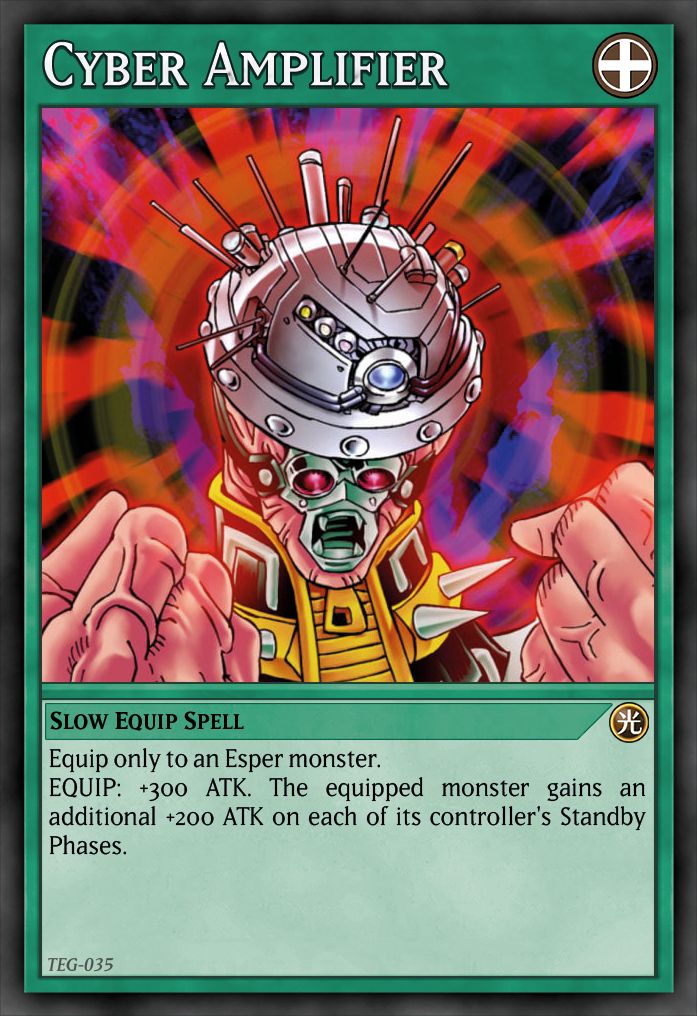 Cyber Amplifier
Slow Equip Spell
光
Equip only to an Esper monster.
EQUIP: +300 ATK. The equipped monster gains an
additional +200 ATK on each of its controller's Standby
Phases.
TEG-035